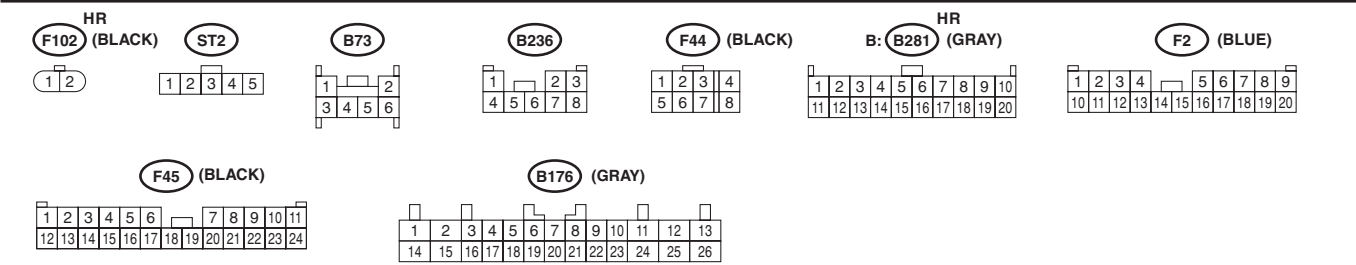 HR HR
F102 (BLACK) ST2 B73 B236 F44 (BLACK) B: B281 (GRAY) F2 (BLUE)
1 2 1 2 3 4 5 1 2 1 2 3 1 2 3 4 1 2 3 4 5 6 7 8 9 10 1 2 3 4 5 6 7 8 9
3 4 5 6 4 5 6 7 8 5 6 7 8 11 12 13 14 15 16 17 18 19 20 10 11 12 13 14 15 16 17 18 19 20
F45 (BLACK) B176 (GRAY)
1 2 3 4 5 6 7 8 9 10 11 1 2 3 4 5 6 7 8 9 10 11 12 13
12 13 14 15 16 17 18 19 20 21 22 23 24 14 15 16 17 18 19 20 21 22 23 24 25 26